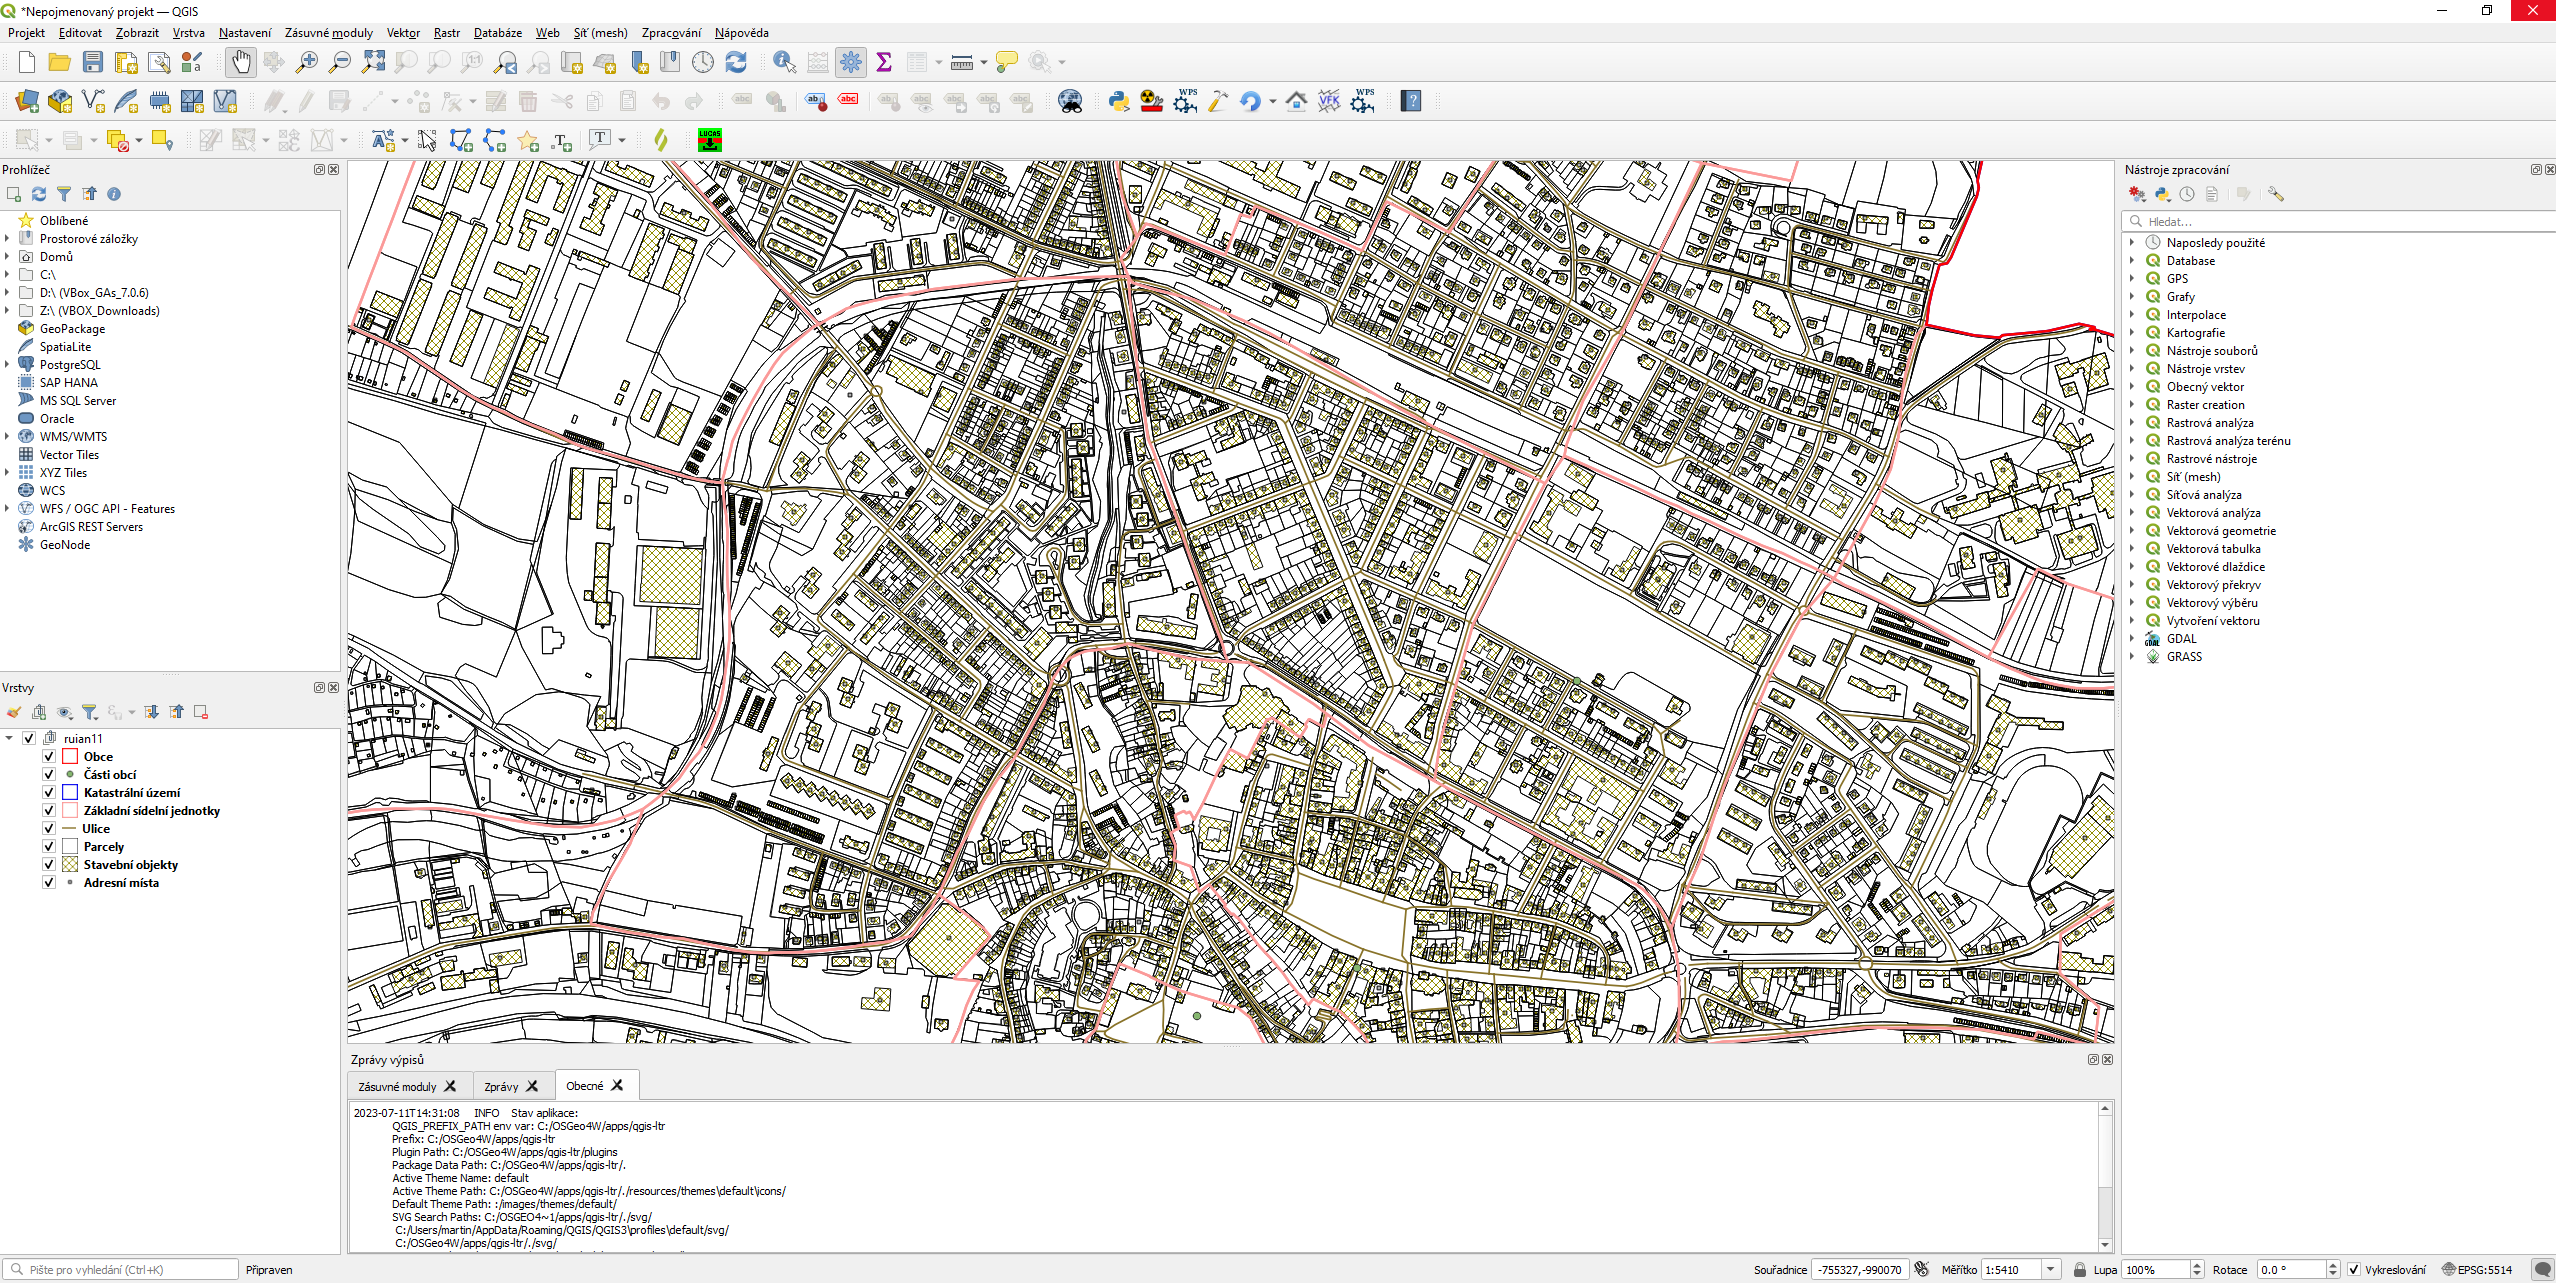 *Nepojmenovaný projekt — QGIS
Projekt Editovat Zobrazit Vrstva Nastavení Zásuvné moduly Vektor Rastr Databáze Web Síť (mesh) Zpracování Nápověda
Prohlížeč
Oblíbené
Prostorové záložky
Domů
C:\
D:\ (VBox_GAs_7.0.6)
Z:\ (VBOX_Downloads)
GeoPackage
SpatiaLite
PostgreSQL
SAP HANA
MS SQL Server
Oracle
WMS/WMTS
Vector Tiles
XYZ Tiles
WCS
WFS / OGC API - Features
ArcGIS REST Servers
GeoNode
Vrstvy
ruian11
Obce
Části obcí
Katastrální území
Základní sídelní jednotky
Ulice
Parcely
Stavební objekty
Adresní místa
Zprávy výpisů
Zásuvné moduly Zprávy Obecné
2023-07-11T14:31:08 INFO Stav aplikace:
QGIS_PREFIX_PATH env var: C:/OSGeo4W/apps/qgis-ltr
Prefix: C:/OSGeo4W/apps/qgis-ltr
Plugin Path: C:/OSGeo4W/apps/qgis-ltr/plugins
Package Data Path: C:/OSGeo4W/apps/qgis-ltr/.
Active Theme Name: default
Active Theme Path: C:/OSGeo4W/apps/qgis-ltr/./resources/themes\default\icons/
Default Theme Path: :/images/themes/default/
SVG Search Paths: C:/OSGEO4~1/apps/qgis-ltr/./svg/
C:/Users/martin/AppData/Roaming/QGIS/QGIS3\profiles\default/svg/
C:/OSGeo4W/apps/qgis-ltr/./svg/
Nástroje zpracování
Hledat…
Naposledy použité
Database
GPS
Grafy
Interpolace
Kartografie
Nástroje souborů
Nástroje vrstev
Obecný vektor
Raster creation
Rastrová analýza
Rastrová analýza terénu
Rastrové nástroje
Síť (mesh)
Síťová analýza
Vektorová analýza
Vektorová geometrie
Vektorová tabulka
Vektorové dlaždice
Vektorový překryv
Vektorový výběru
Vytvoření vektoru
GDAL
GRASS
Pište pro vyhledání (Ctrl+K) Připraven Souřadnice -755327,-990070 Měřítko 1:5410 Lupa 100% Rotace 0.0 ° Vykreslování EPSG:5514